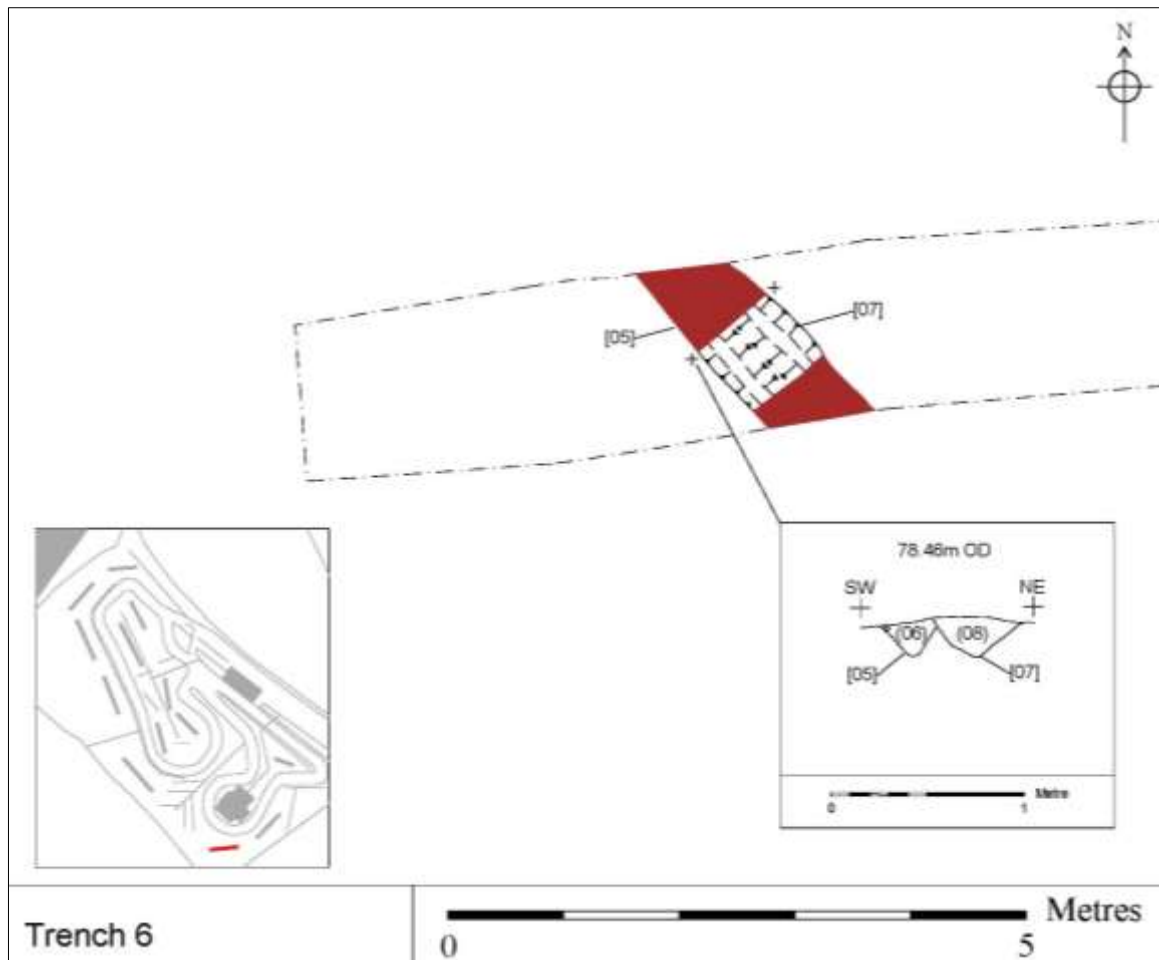 N
[07]
[05]
78.46m OD
SW NE
(06) (08)
[05] [07]
0 1 Metre
Trench 6
0 5 Metres